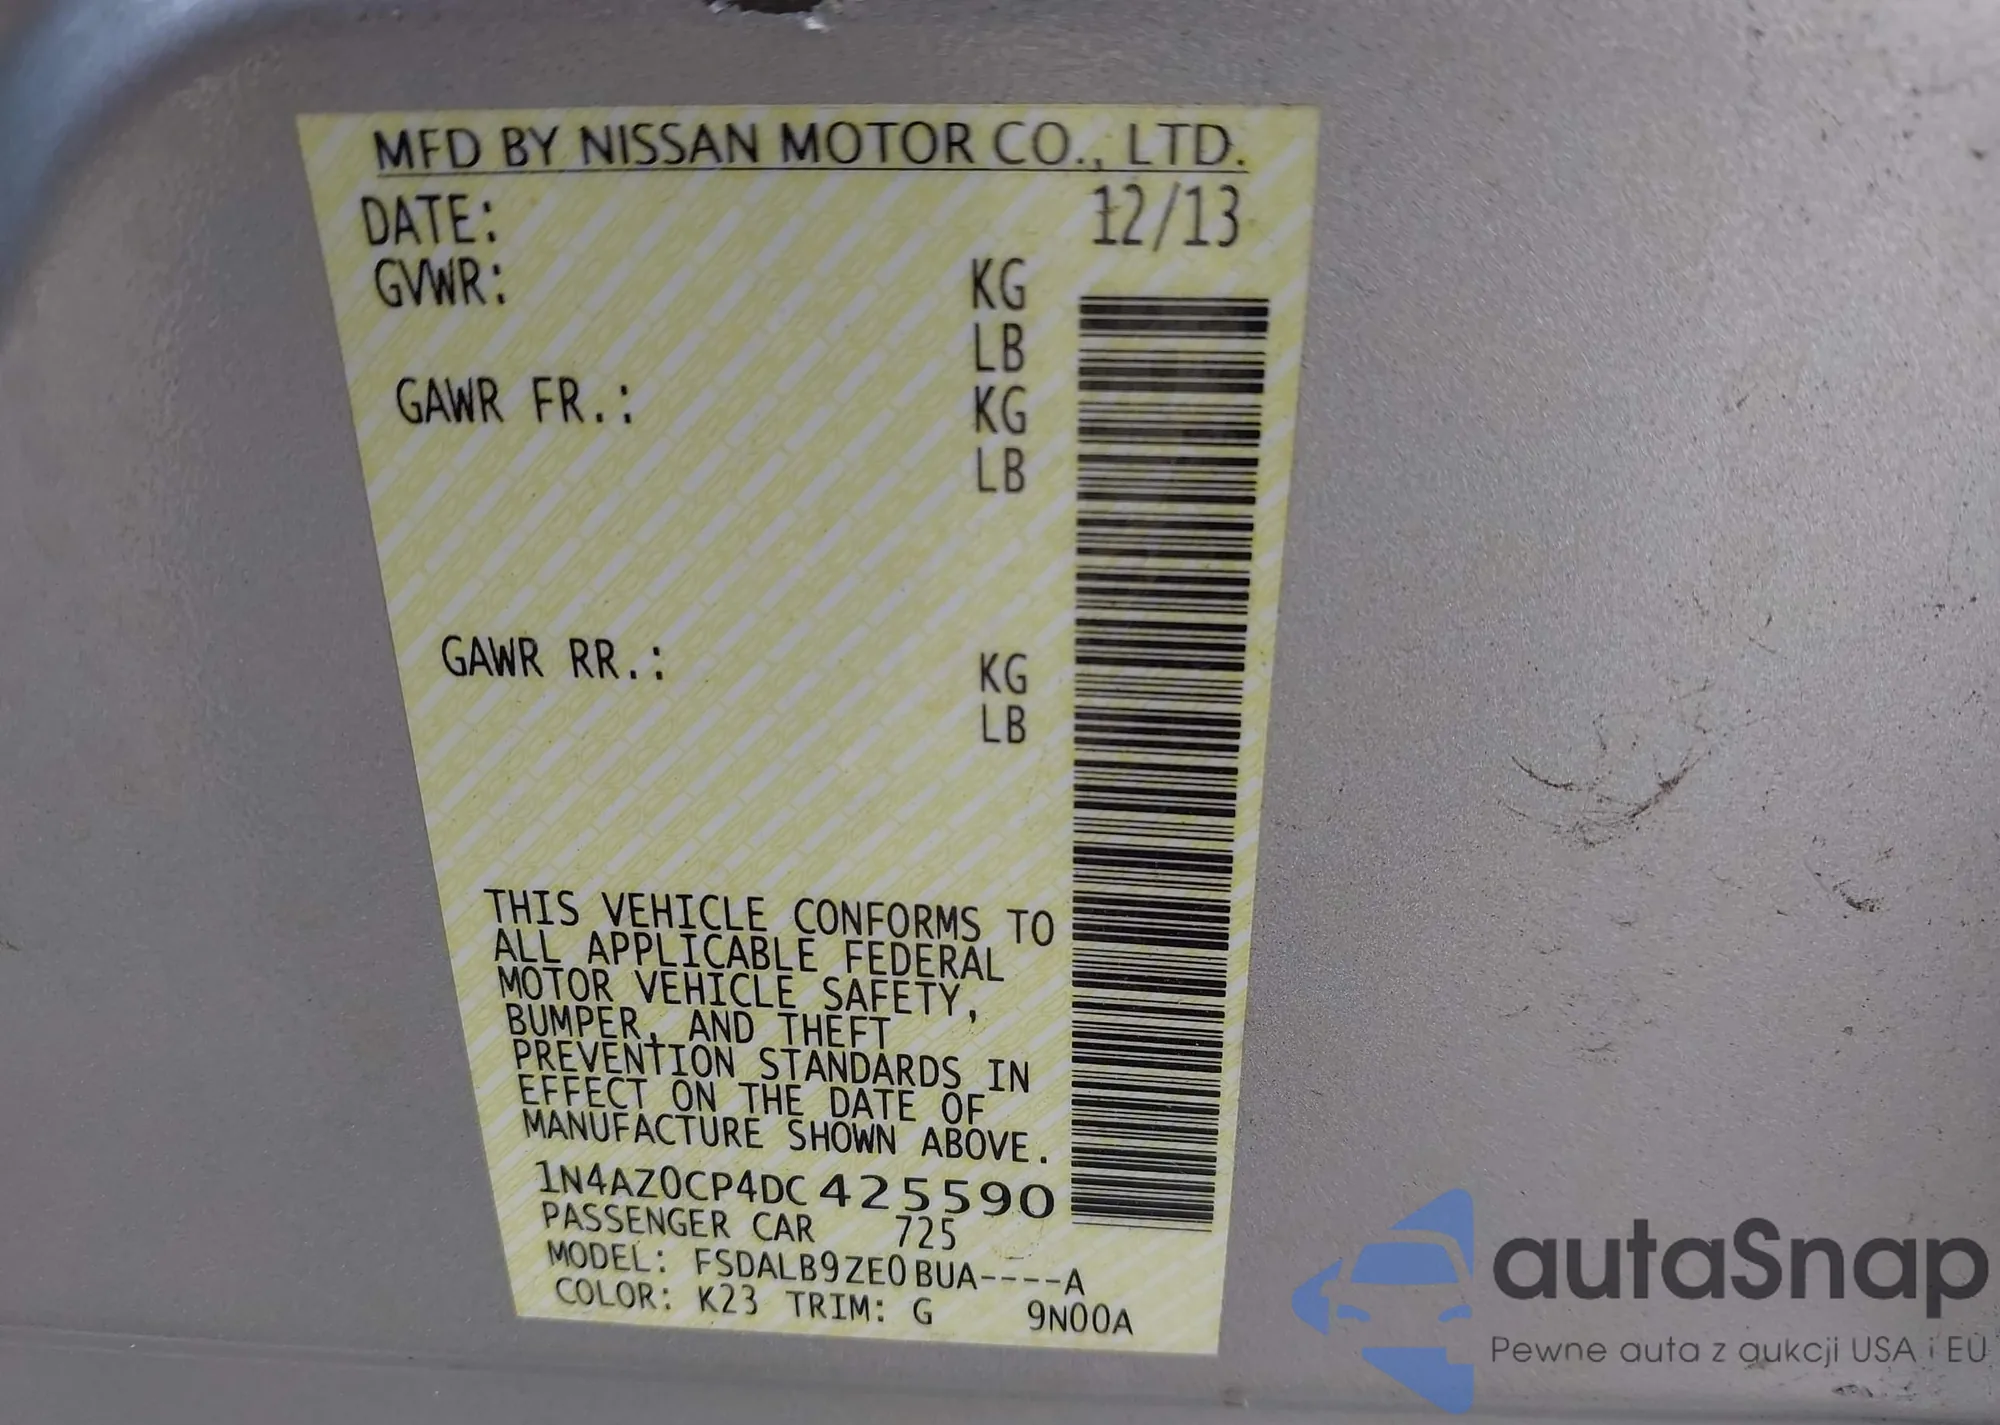 MFD BY NISSAN MOTOR CO., LTD.
DATE: 12/13
GVWR: KG
LB
GAWR FR.: KG
LB
GAWR RR.: KG
LB
THIS VEHICLE CONFORMS TO
ALL APPLICABLE FEDERAL
MOTOR VEHICLE SAFETY,
BUMPER, AND THEFT
PREVENTION STANDARDS IN
EFFECT ON THE DATE OF
MANUFACTURE SHOWN ABOVE.
1N4AZ0CP4DC425590
PASSENGER CAR 725
MODEL: FSDALB9ZE0BUA----A
COLOR: K23 TRIM: G 9N00A
autaSnap
Pewne auta z aukcji USA i EU